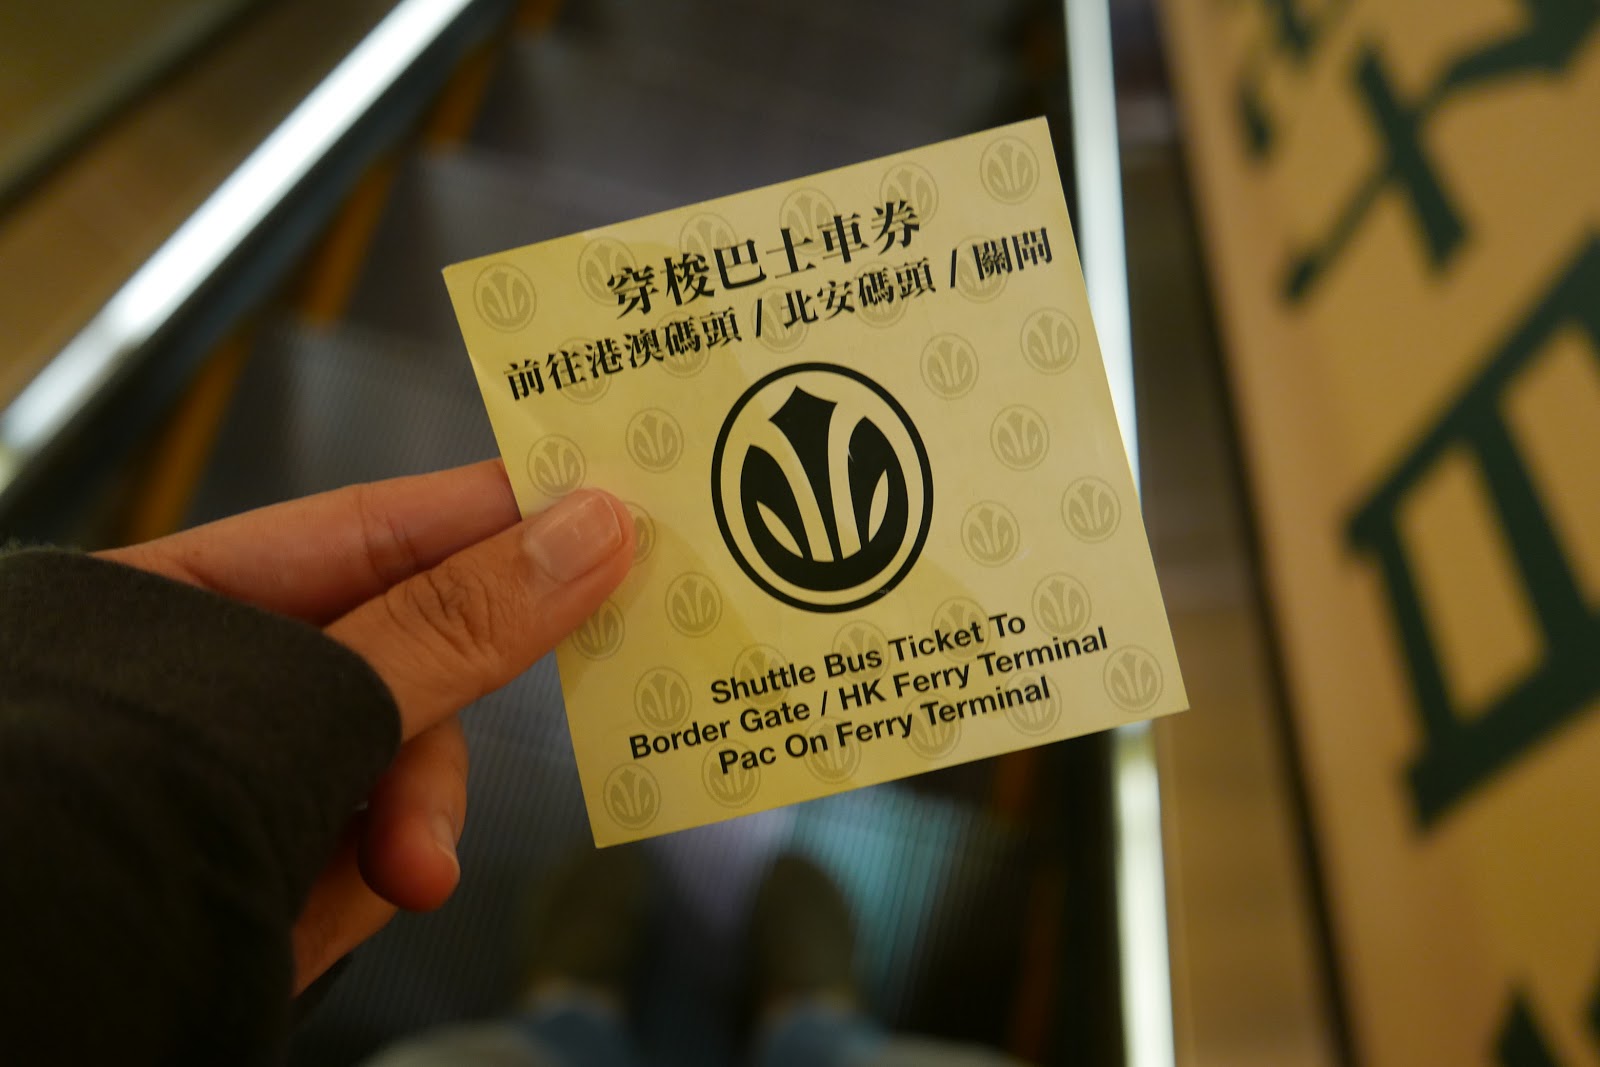 穿梭巴士車券
前往港澳碼頭 / 北安碼頭 / 關閘
Shuttle Bus Ticket To
Border Gate / HK Ferry Terminal
Pac On Ferry Terminal